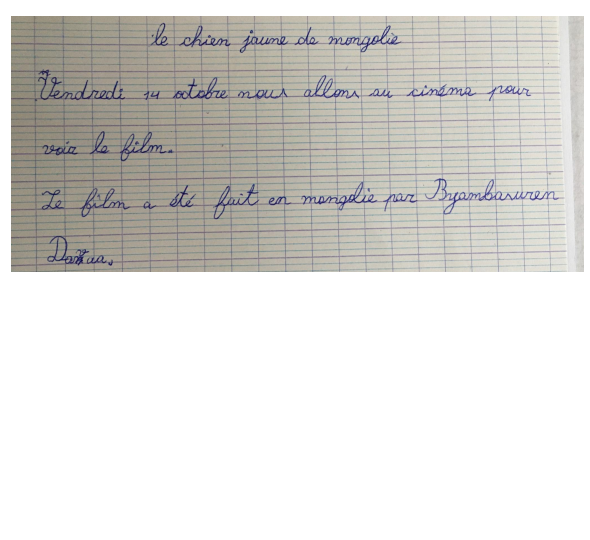 le chien jaune de mongolie
Vendredi 14 octobre nous allons au cinéma pour
voir le film.
Le film a été fait en mongolie par Byambasuren